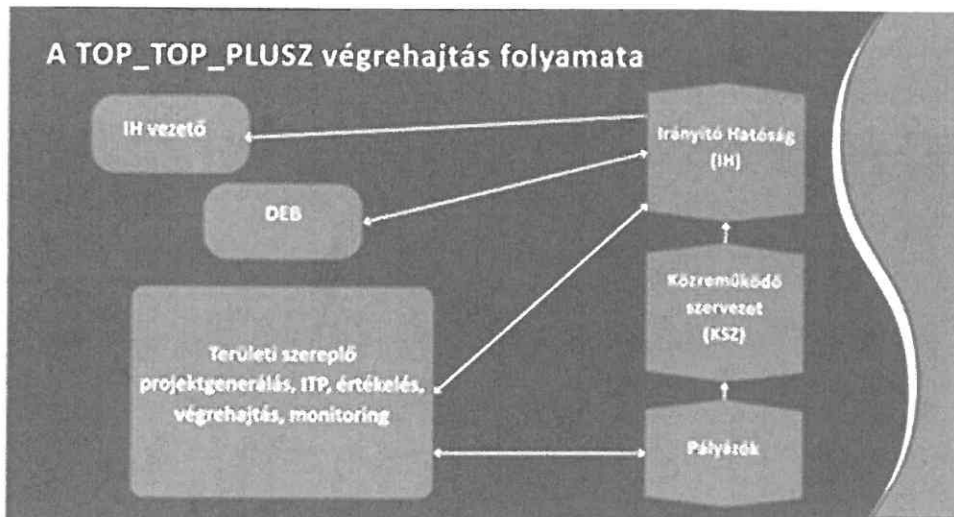 A TOP_TOP_PLUSZ végrehajtás folyamata
IH vezető
Irányító Hatóság
(IH)
DEB
Közreműködő
szervezet
(KSZ)
Területi szereplő
projektgenerálás, ITP, értékelés,
végrehajtás, monitoring
Pályázók